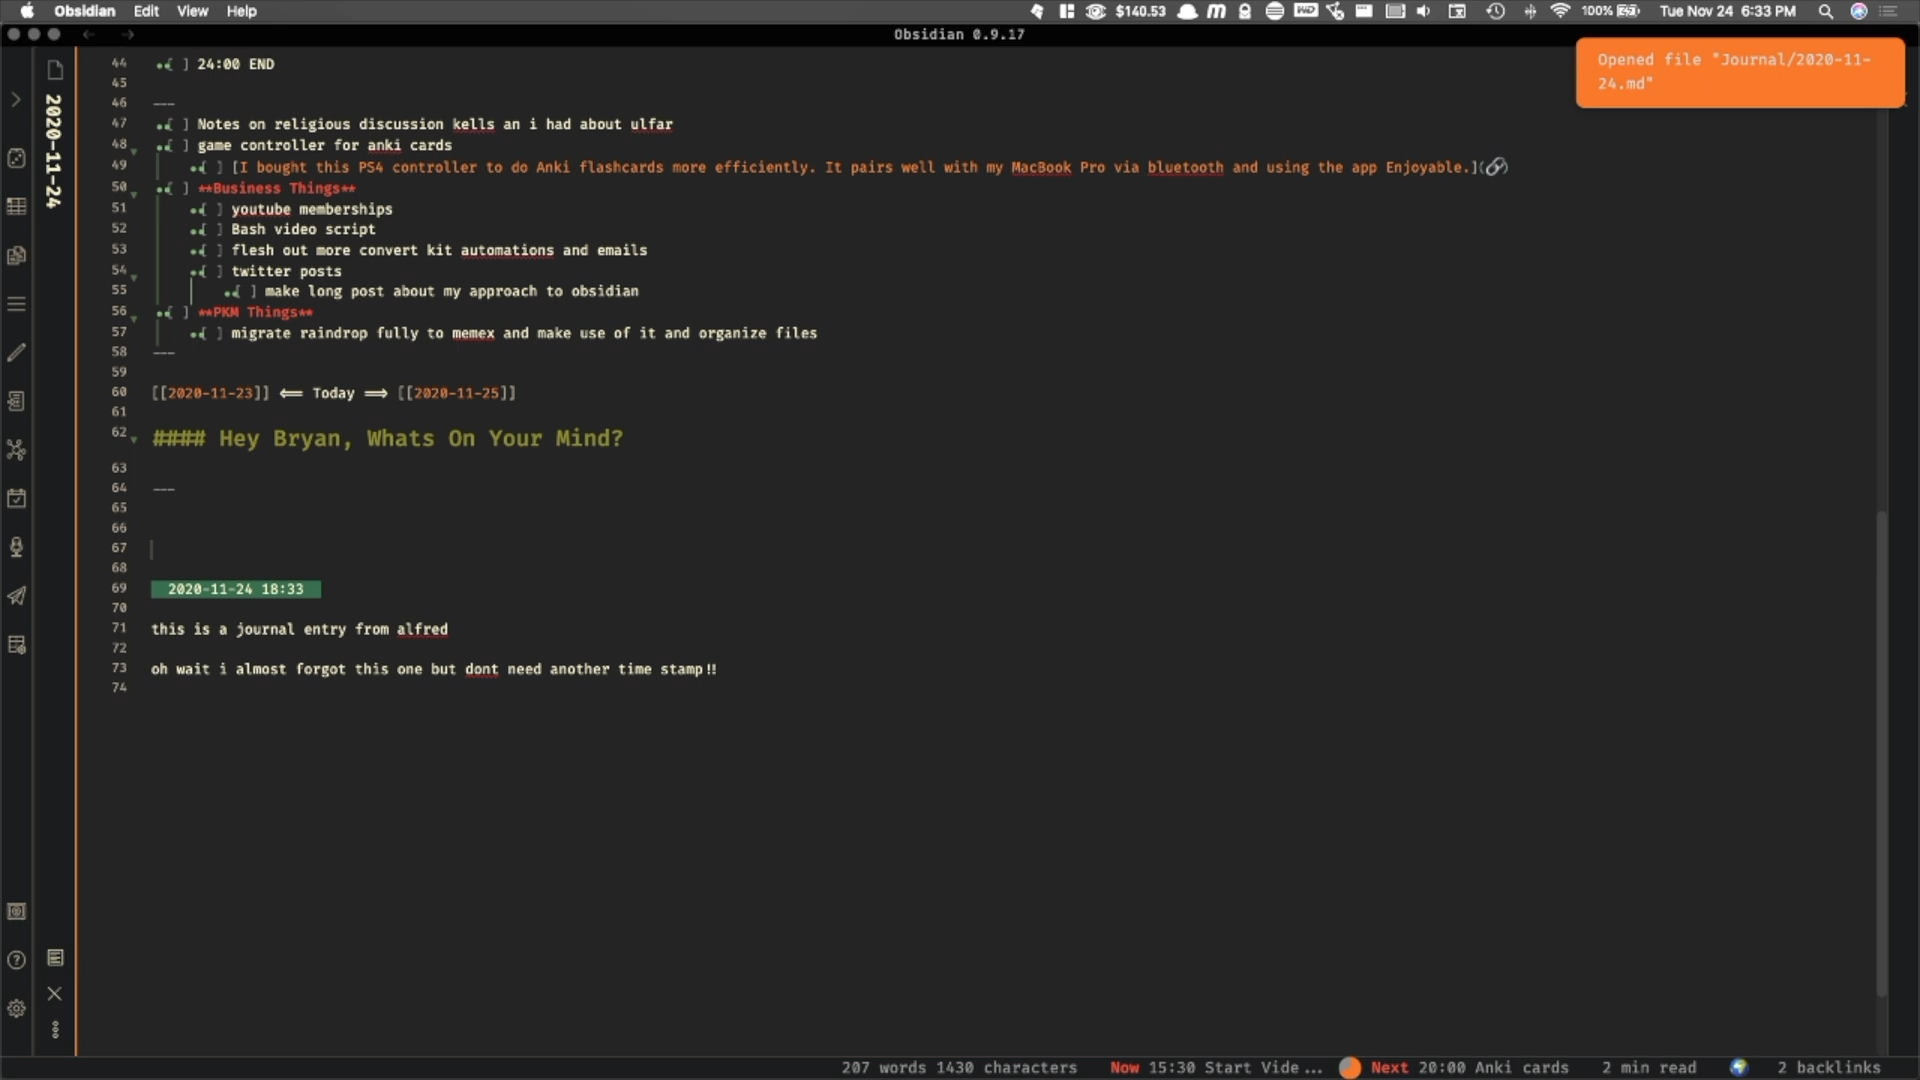 Obsidian Edit View Help $140.53 100% Tue Nov 24 6:33 PM
Obsidian 0.9.17
Opened file "Journal/2020-11-
24.md"
2020-11-24
44 [ ] 24:00 END
45
46 ---
47 [ ] Notes on religious discussion kells an i had about ulfar
48 [ ] game controller for anki cards
49 [ ] [I bought this PS4 controller to do Anki flashcards more efficiently. It pairs well with my MacBook Pro via bluetooth and using the app Enjoyable.](🔗)
50 [ ] **Business Things**
51 [ ] youtube memberships
52 [ ] Bash video script
53 [ ] flesh out more convert kit automations and emails
54 [ ] twitter posts
55 [ ] make long post about my approach to obsidian
56 [ ] **PKM Things**
57 [ ] migrate raindrop fully to memex and make use of it and organize files
58 ---
59
60 [[2020-11-23]] <== Today ==> [[2020-11-25]]
61
62 #### Hey Bryan, Whats On Your Mind?
63
64 ---
65
66
67
68
69 2020-11-24 18:33
70
71 this is a journal entry from alfred
72
73 oh wait i almost forgot this one but dont need another time stamp!!
74
207 words 1430 characters Now 15:30 Start Vide ... Next 20:00 Anki cards 2 min read 2 backlinks